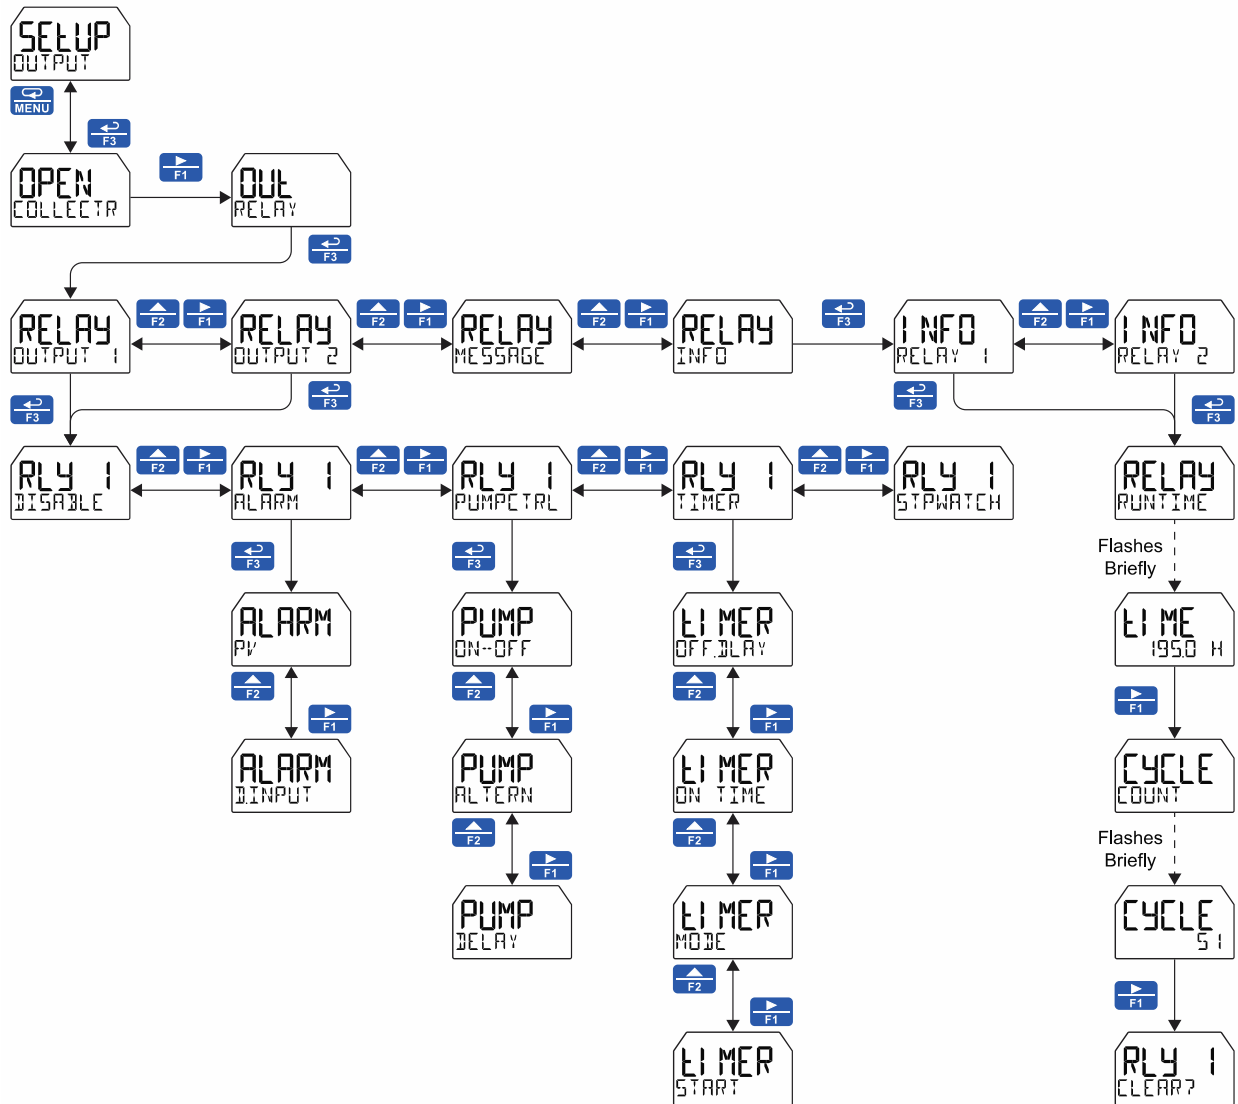 SEtUP
OUTPUT
MENU
F3
OPEN
COLLECTR
F1
OUt
RELAY
F3
RELAY
OUTPUT 1
F2 F1
RELAY
OUTPUT 2
F2 F1
RELAY
MESSAGE
F2 F1
RELAY
INFO
F3
INFO
RELAY 1
F2 F1
INFO
RELAY 2
F3
F3
F3
F3
RLY 1
DISABLE
F2 F1
RLY 1
ALARM
F2 F1
RLY 1
PUMPCTRL
F2 F1
RLY 1
TIMER
F2 F1
RLY 1
STPWATCH
RELAY
RUNTIME
F3
F3
F3
Flashes
Briefly
ALARM
PV
PUMP
ON--OFF
tIMER
OFF.DLAY
tIME
195.0 H
F2
F1
F2
F1
F2
F1
F1
ALARM
D.INPUT
PUMP
ALTERN
tIMER
ON TIME
CYCLE
COUNT
F2
F1
F2
F1
Flashes
Briefly
PUMP
DELAY
tIMER
MODE
CYCLE
51
F2
F1
F1
tIMER
START
RLY 1
CLEAR?